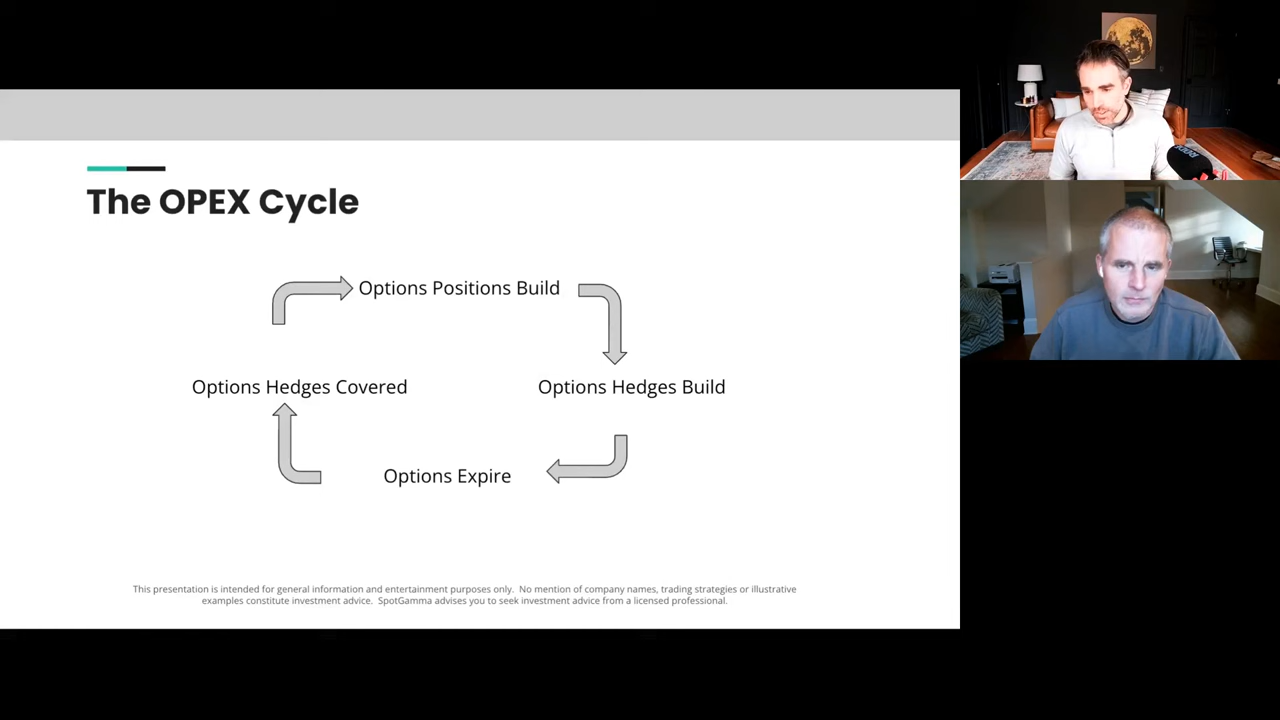 The OPEX Cycle
Options Positions Build
Options Hedges Covered
Options Hedges Build
Options Expire
This presentation is intended for general information and entertainment purposes only. No mention of company names, trading strategies or illustrative
examples constitute investment advice. SpotGamma advises you to seek investment advice from a licensed professional.